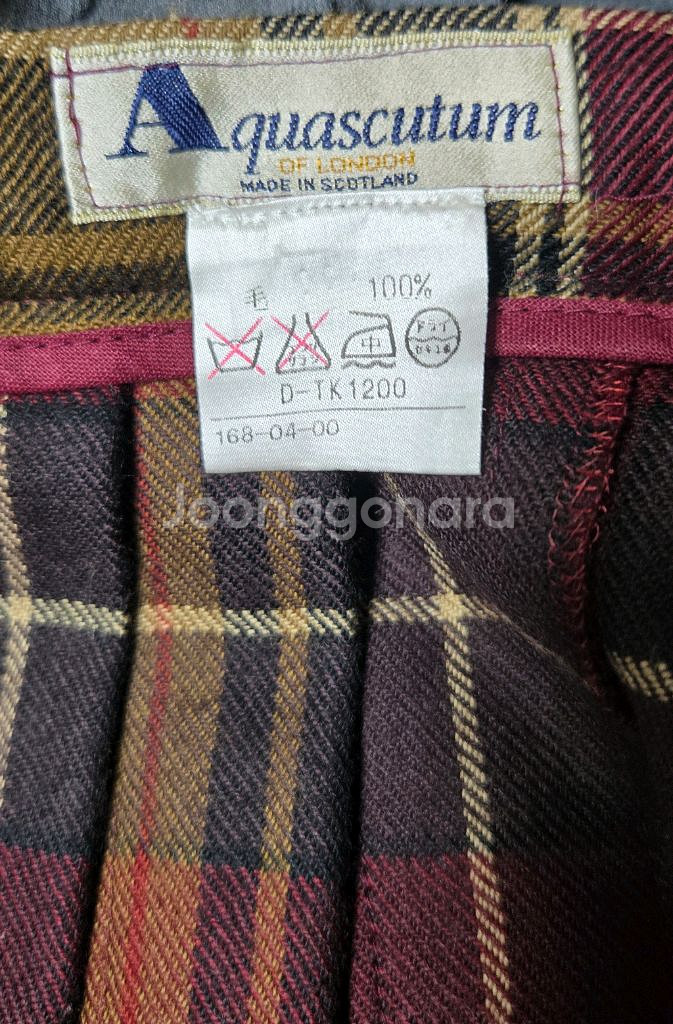 Aquascutum
OF LONDON
MADE IN SCOTLAND
毛 100%
中
ドライ
D-TK1200
168-04-00
Joonggonara